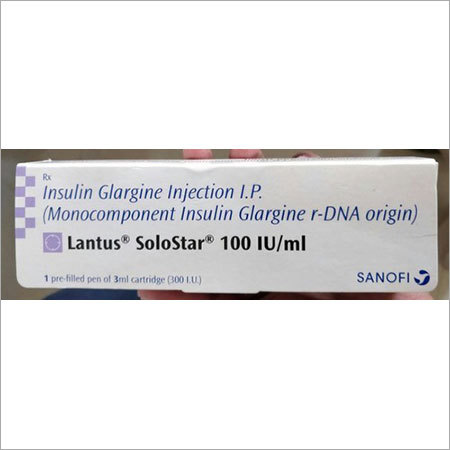 Rx
Insulin Glargine Injection I.P.
(Monocomponent Insulin Glargine r-DNA origin)
Lantus® SoloStar® 100 IU/ml
1 pre-filled pen of 3ml cartridge (300 I.U.)
SANOFI